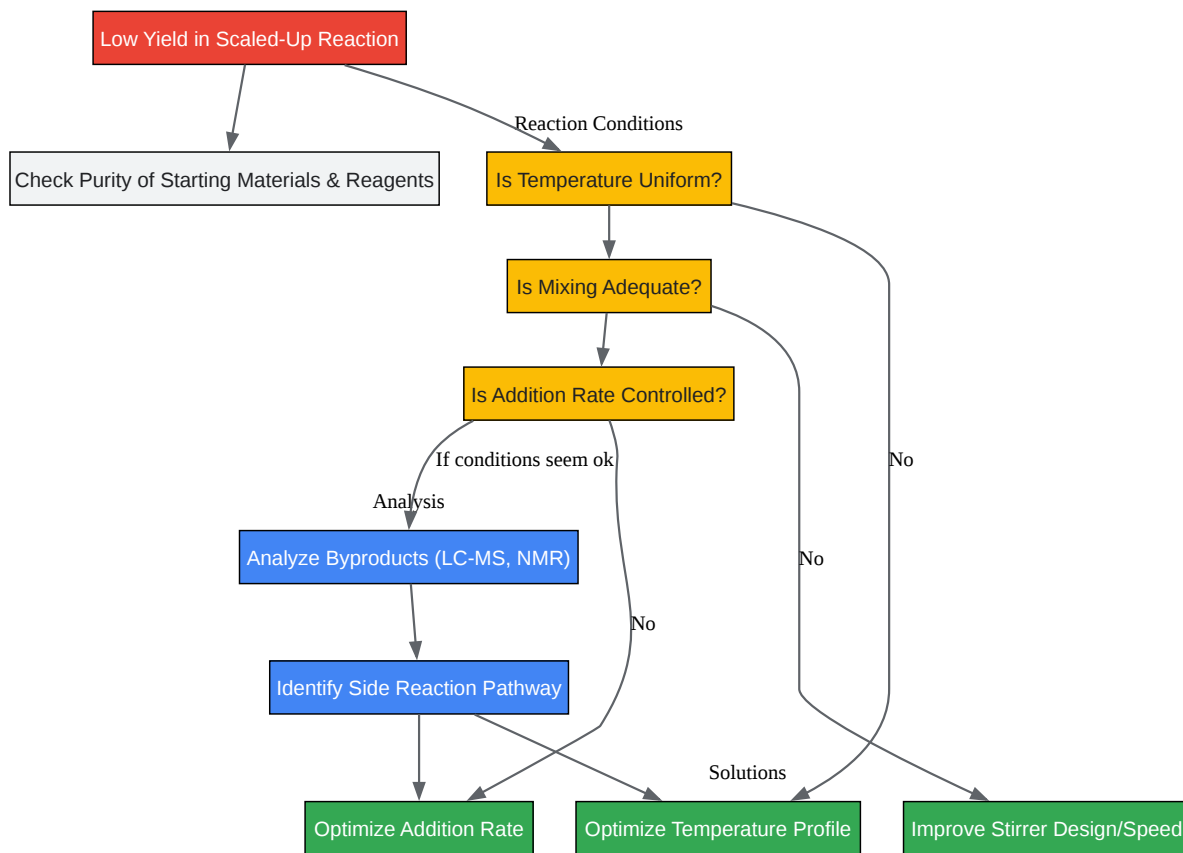 Low Yield in Scaled-Up Reaction
Reaction Conditions
Check Purity of Starting Materials & Reagents
Is Temperature Uniform?
Is Mixing Adequate?
Is Addition Rate Controlled?
If conditions seem ok
No
Analysis
Analyze Byproducts (LC-MS, NMR)
No
No
Identify Side Reaction Pathway
Solutions
Optimize Addition Rate
Optimize Temperature Profile
Improve Stirrer Design/Speed